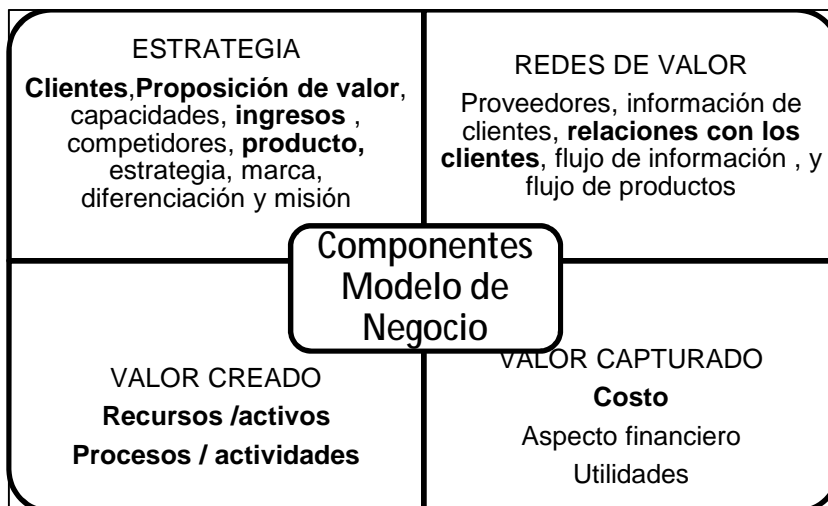 ESTRATEGIA
Clientes,Proposición de valor,
capacidades, ingresos ,
competidores, producto,
estrategia, marca,
diferenciación y misión
REDES DE VALOR
Proveedores, información de
clientes, relaciones con los
clientes, flujo de información , y
flujo de productos
Componentes
Modelo de
Negocio
VALOR CREADO
Recursos /activos
Procesos / actividades
VALOR CAPTURADO
Costo
Aspecto financiero
Utilidades